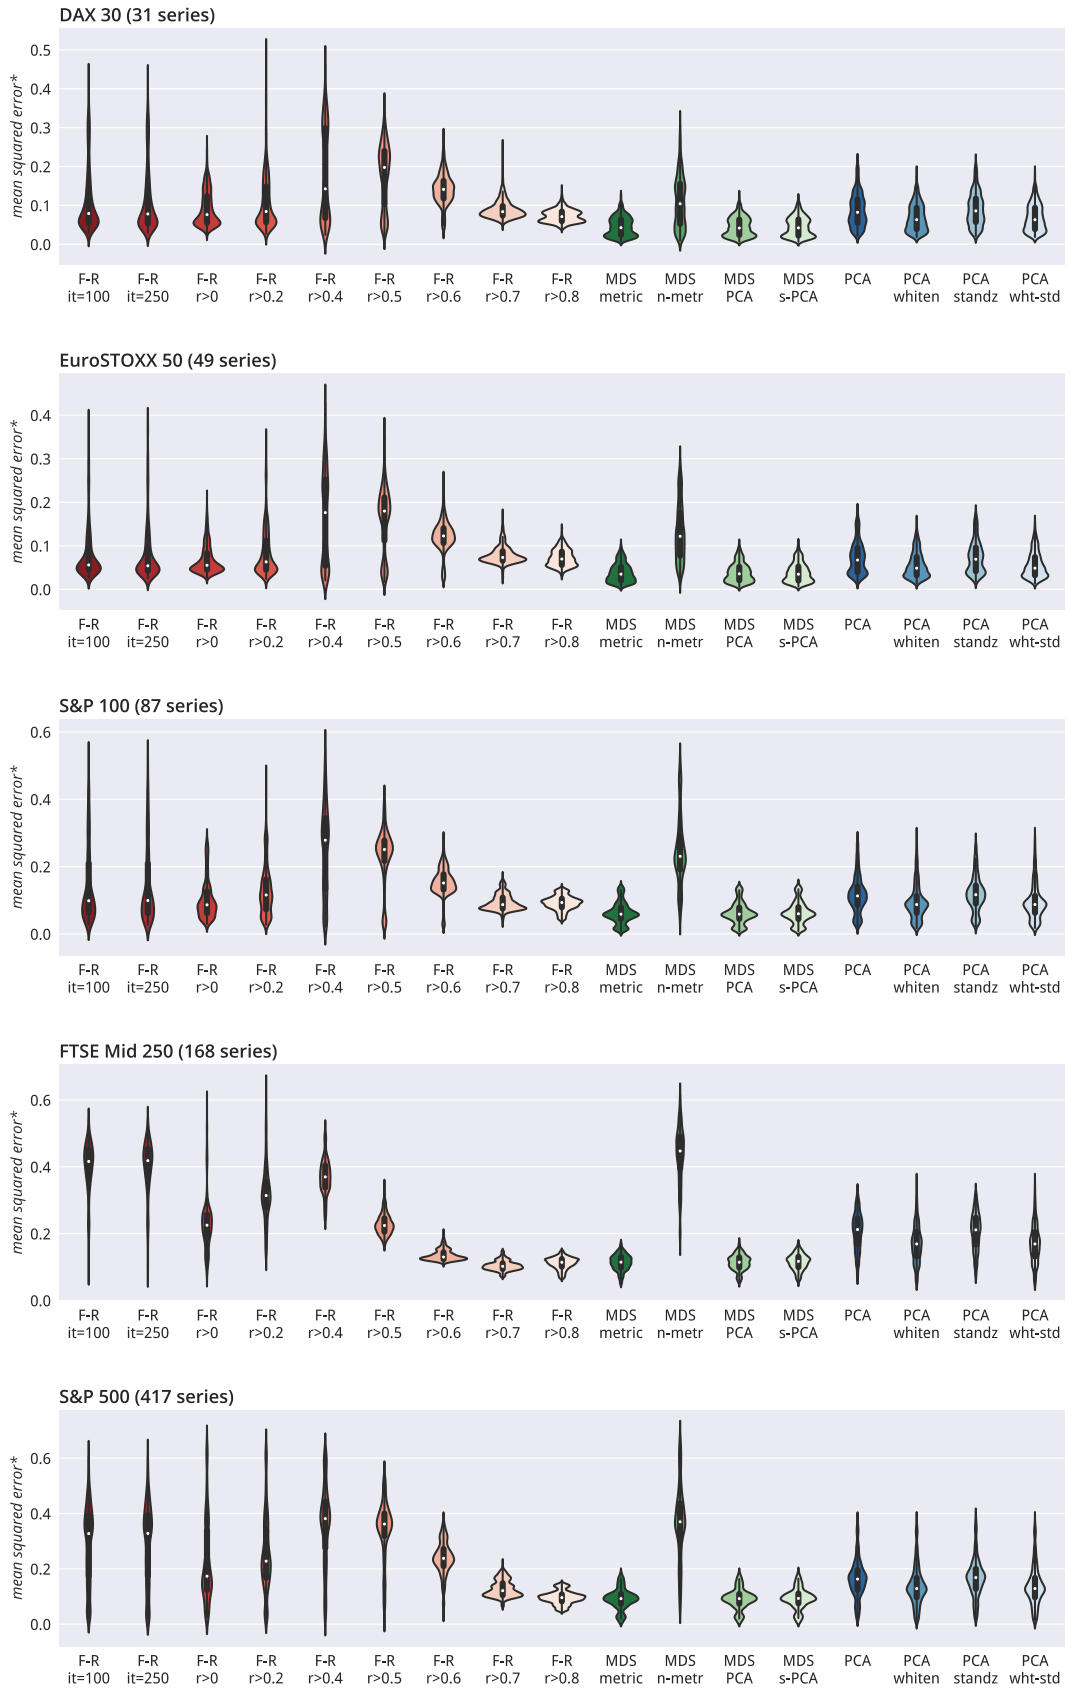 DAX 30 (31 series)
mean squared error*
0.5
0.4
0.3
0.2
0.1
0.0
F-R F-R F-R F-R F-R F-R F-R F-R F-R MDS MDS MDS MDS PCA PCA PCA PCA
it=100 it=250 r>0 r>0.2 r>0.4 r>0.5 r>0.6 r>0.7 r>0.8 metric n-metr PCA s-PCA whiten standz wht-std
EuroSTOXX 50 (49 series)
mean squared error*
0.4
0.3
0.2
0.1
0.0
F-R F-R F-R F-R F-R F-R F-R F-R F-R MDS MDS MDS MDS PCA PCA PCA PCA
it=100 it=250 r>0 r>0.2 r>0.4 r>0.5 r>0.6 r>0.7 r>0.8 metric n-metr PCA s-PCA whiten standz wht-std
S&P 100 (87 series)
mean squared error*
0.6
0.4
0.2
0.0
F-R F-R F-R F-R F-R F-R F-R F-R F-R MDS MDS MDS MDS PCA PCA PCA PCA
it=100 it=250 r>0 r>0.2 r>0.4 r>0.5 r>0.6 r>0.7 r>0.8 metric n-metr PCA s-PCA whiten standz wht-std
FTSE Mid 250 (168 series)
mean squared error*
0.6
0.4
0.2
0.0
F-R F-R F-R F-R F-R F-R F-R F-R F-R MDS MDS MDS MDS PCA PCA PCA PCA
it=100 it=250 r>0 r>0.2 r>0.4 r>0.5 r>0.6 r>0.7 r>0.8 metric n-metr PCA s-PCA whiten standz wht-std
S&P 500 (417 series)
mean squared error*
0.6
0.4
0.2
0.0
F-R F-R F-R F-R F-R F-R F-R F-R F-R MDS MDS MDS MDS PCA PCA PCA PCA
it=100 it=250 r>0 r>0.2 r>0.4 r>0.5 r>0.6 r>0.7 r>0.8 metric n-metr PCA s-PCA whiten standz wht-std